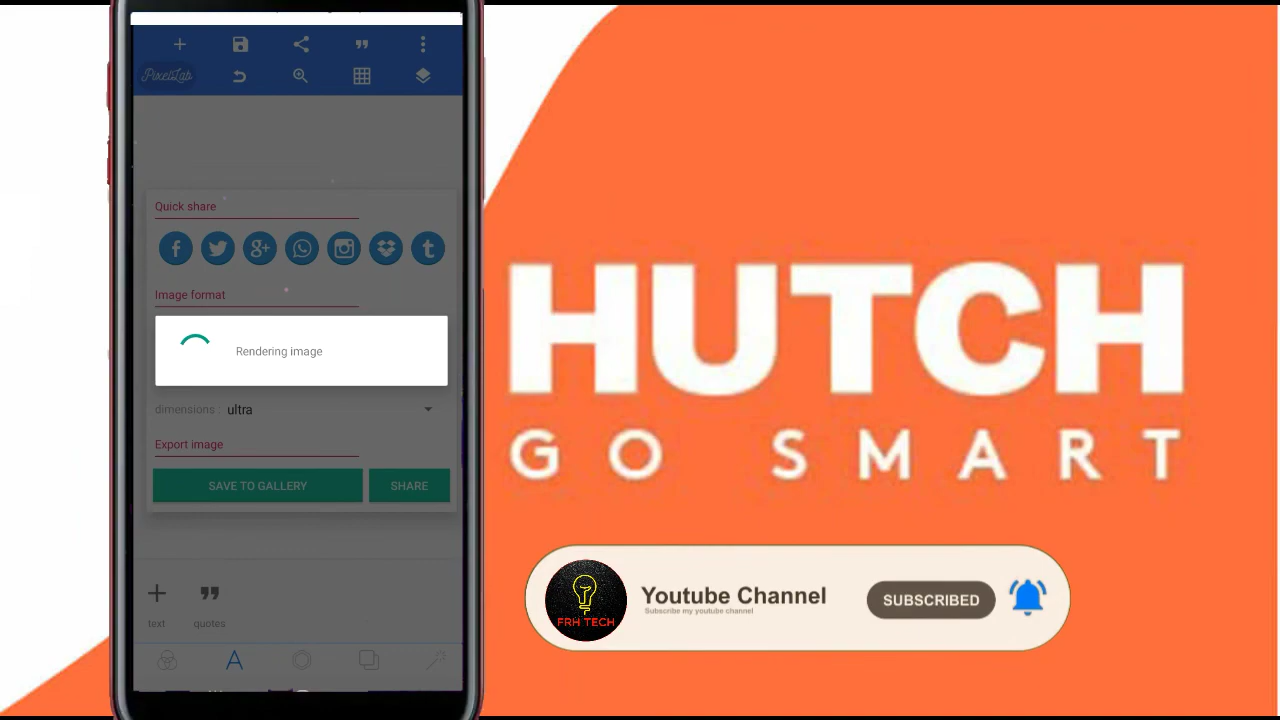 PixelLab
Quick share
Image format
Rendering image
dimensions : ultra
Export image
SAVE TO GALLERY
SHARE
text
quotes
HUTCH
GO SMART
FRH TECH
Youtube Channel
Subscribe my youtube channel
SUBSCRIBED